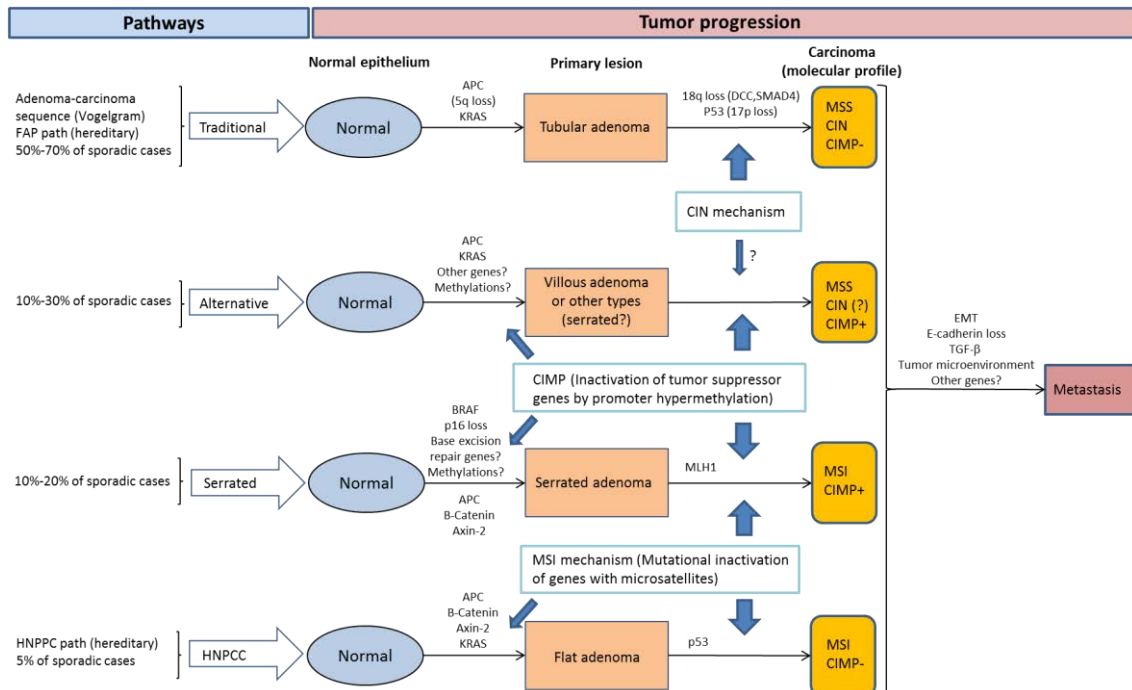 Pathways
Tumor progression
Normal epithelium
Primary lesion
Carcinoma
(molecular profile)
Adenoma-carcinoma
sequence (Vogelgram)
FAP path (hereditary)
50%-70% of sporadic cases
Traditional
Normal
APC
(5q loss)
KRAS
Tubular adenoma
18q loss (DCC,SMAD4)
P53 (17p loss)
MSS
CIN
CIMP-
CIN mechanism
?
10%-30% of sporadic cases
Alternative
Normal
APC
KRAS
Other genes?
Methylations?
Villous adenoma
or other types
(serrated?)
MSS
CIN (?)
CIMP+
CIMP (Inactivation of tumor suppressor
genes by promoter hypermethylation)
EMT
E-cadherin loss
TGF-β
Tumor microenvironment
Other genes?
Metastasis
10%-20% of sporadic cases
Serrated
Normal
BRAF
p16 loss
Base excision
repair genes?
Methylations?
APC
B-Catenin
Axin-2
Serrated adenoma
MLH1
MSI
CIMP+
MSI mechanism (Mutational inactivation
of genes with microsatellites)
HNPPC path (hereditary)
5% of sporadic cases
HNPCC
Normal
APC
B-Catenin
Axin-2
KRAS
Flat adenoma
p53
MSI
CIMP-